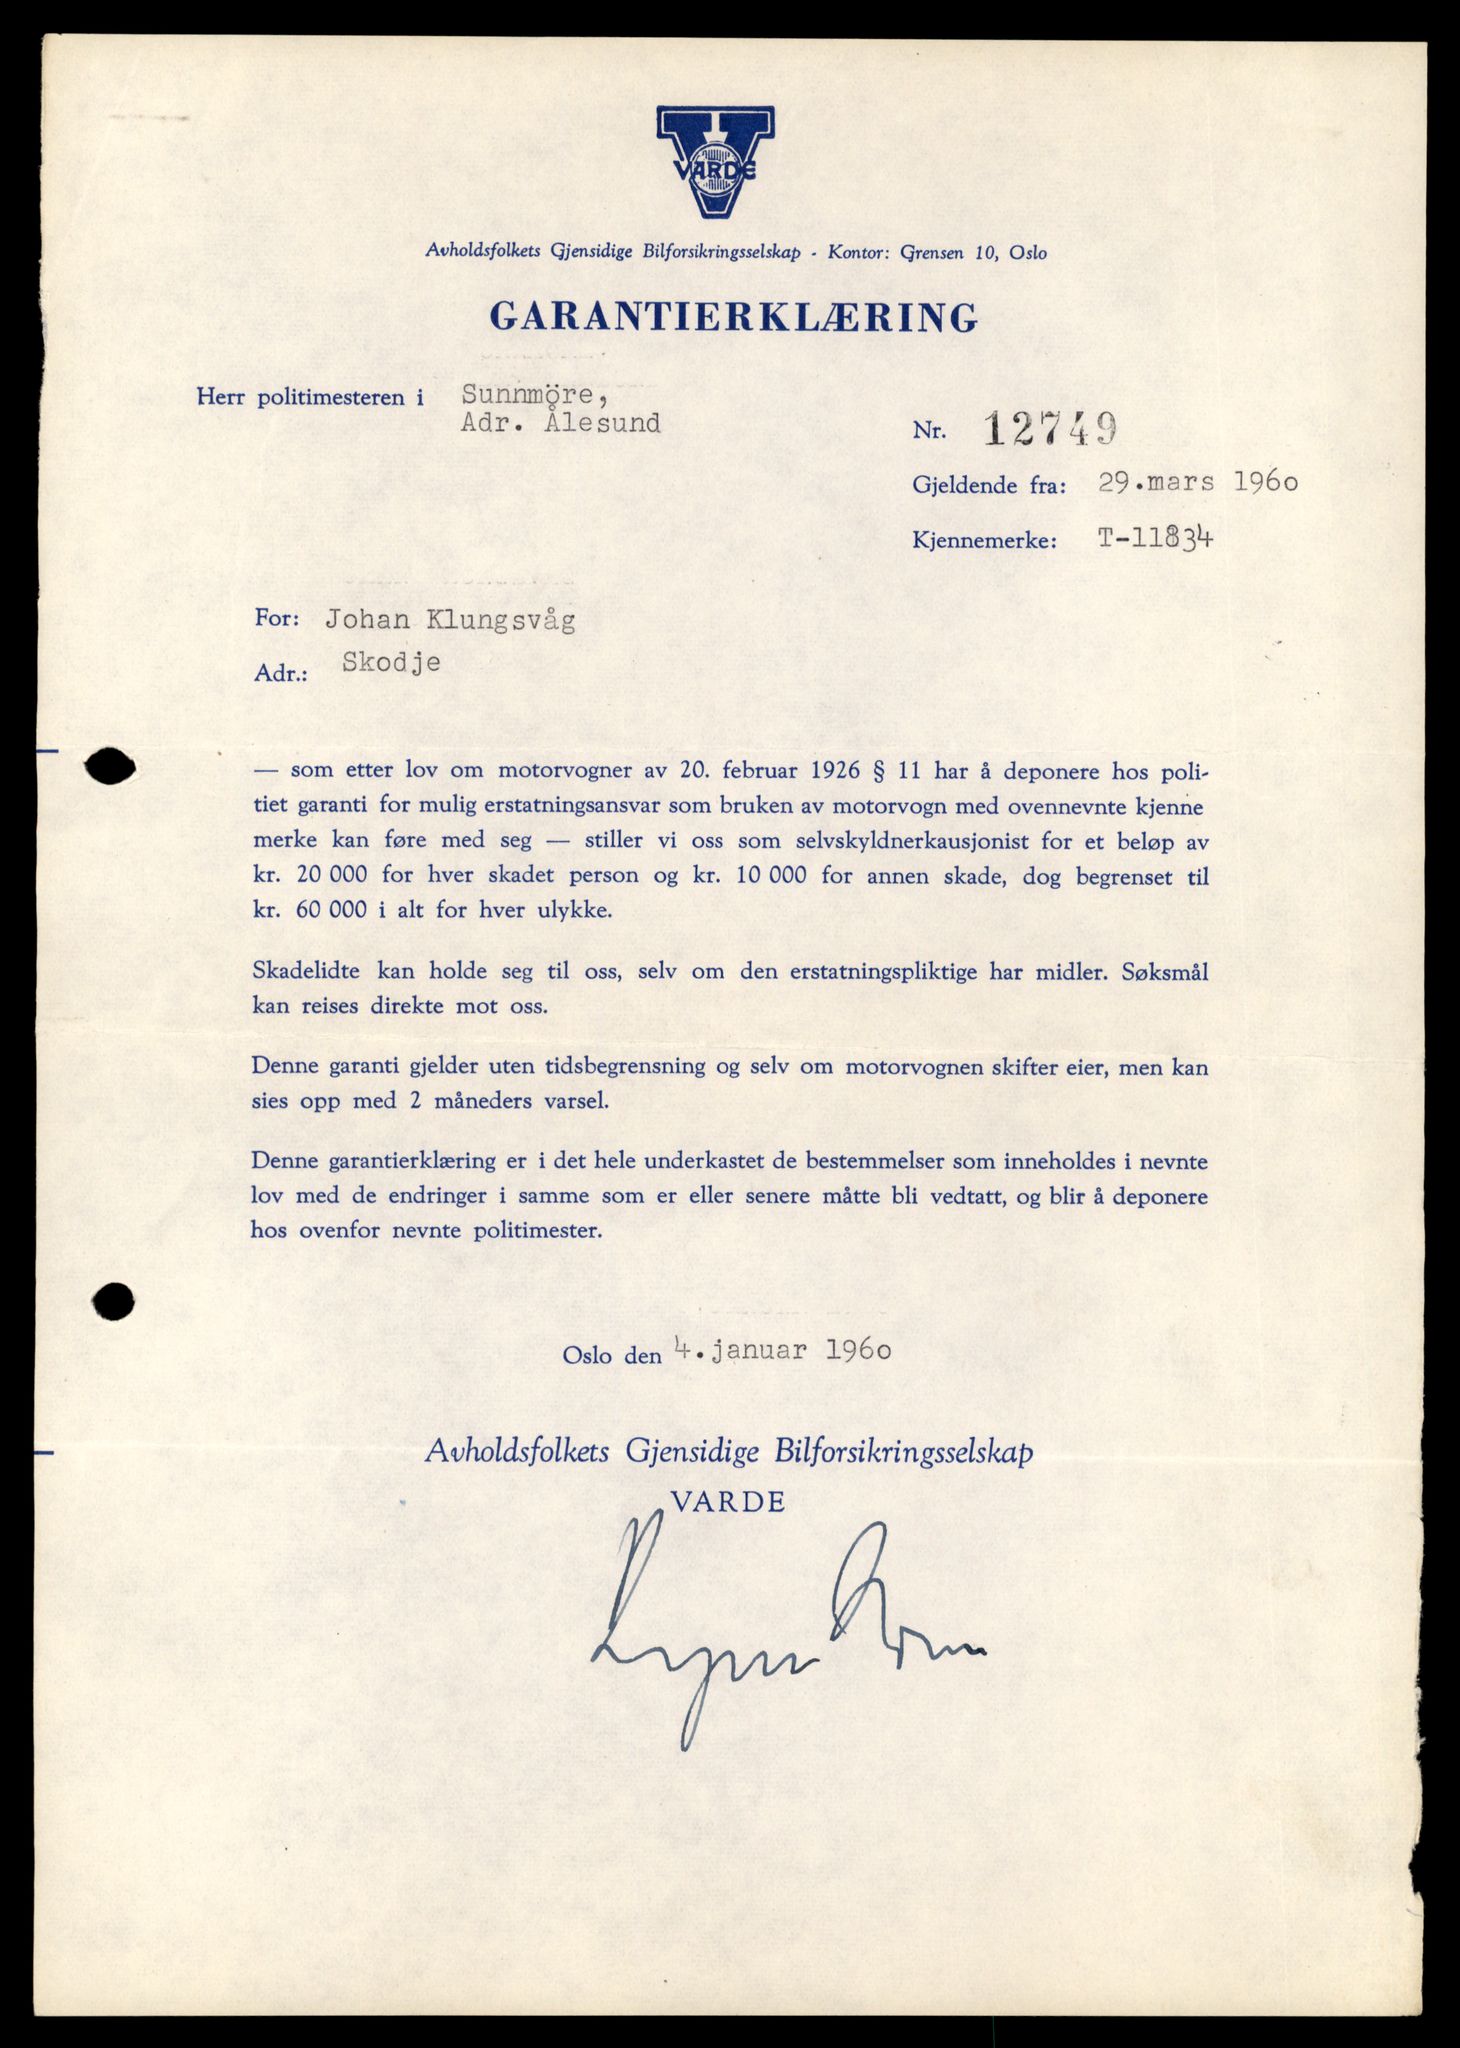 VARDE
Avholdsfolkets Gjensidige Bilforsikringsselskap - Kontor: Grensen 10, Oslo
GARANTIERKLÆRING
Herr politimesteren i Sunnmöre,
Adr. Ålesund
Nr. 12749
Gjeldende fra: 29.mars 1960
Kjennemerke: T-11834
For: Johan Klungsvåg
Adr.: Skodje
— som etter lov om motorvogner av 20. februar 1926 § 11 har å deponere hos poli-
tiet garanti for mulig erstatningsansvar som bruken av motorvogn med ovennevnte kjenne
merke kan føre med seg — stiller vi oss som selvskyldnerkausjonist for et beløp av
kr. 20 000 for hver skadet person og kr. 10 000 for annen skade, dog begrenset til
kr. 60 000 i alt for hver ulykke.
Skadelidte kan holde seg til oss, selv om den erstatningspliktige har midler. Søksmål
kan reises direkte mot oss.
Denne garanti gjelder uten tidsbegrensning og selv om motorvognen skifter eier, men kan
sies opp med 2 måneders varsel.
Denne garantierklæring er i det hele underkastet de bestemmelser som inneholdes i nevnte
lov med de endringer i samme som er eller senere måtte bli vedtatt, og blir å deponere
hos ovenfor nevnte politimester.
Oslo den 4.januar 1960
Avholdsfolkets Gjensidige Bilforsikringsselskap
VARDE